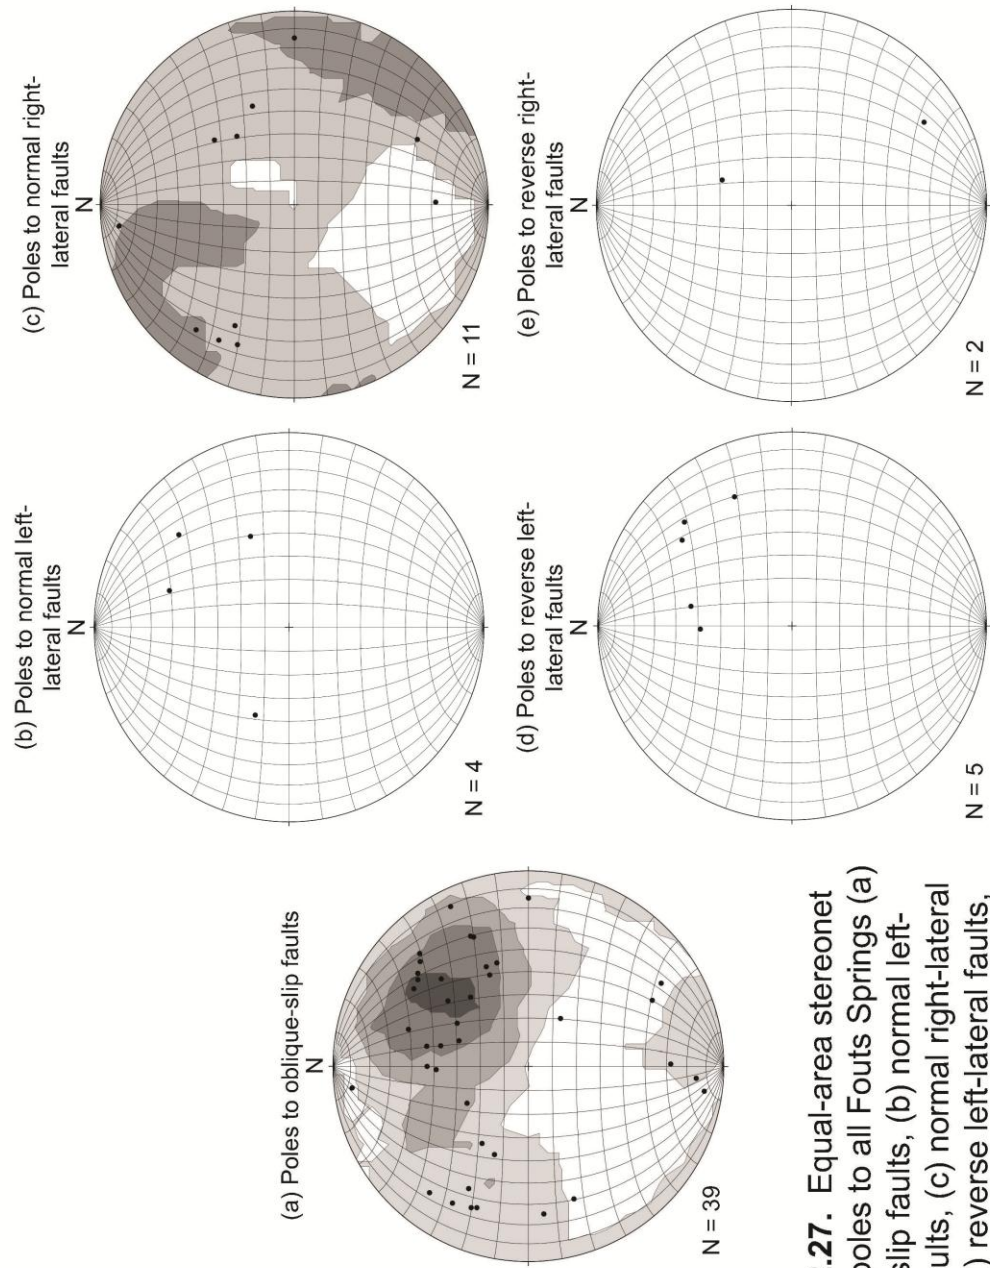 (a) Poles to oblique-slip faults
N
N = 39
(b) Poles to normal left-
lateral faults
N
N = 4
(c) Poles to normal right-
lateral faults
N
N = 11
(d) Poles to reverse left-
lateral faults
N
N = 5
(e) Poles to reverse right-
lateral faults
N
N = 2
.27. Equal-area stereonet
poles to all Fouts Springs (a)
slip faults, (b) normal left-
ults, (c) normal right-lateral
) reverse left-lateral faults,